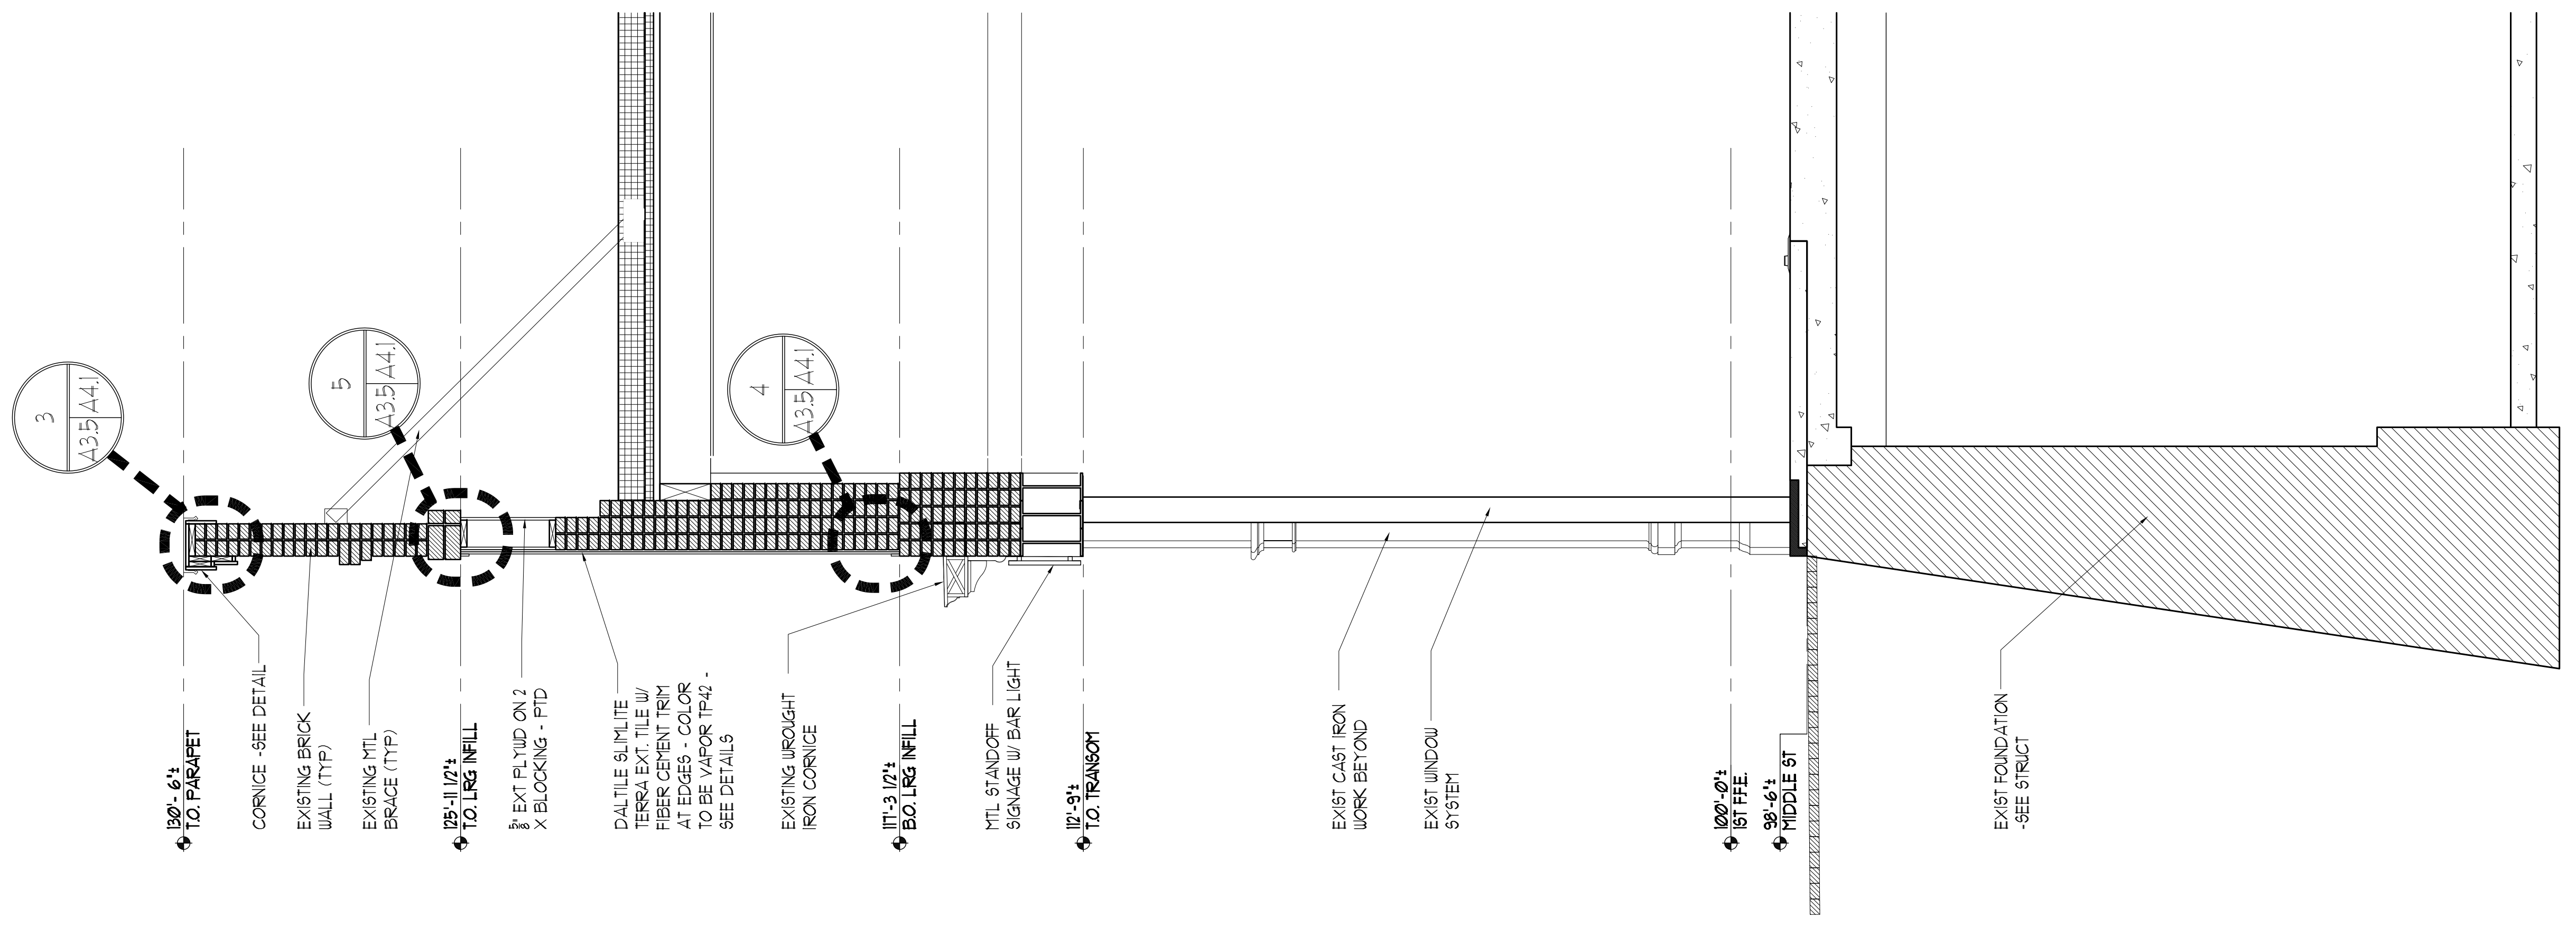 3
A3.5 A4.1
5
A3.5 A4.1
4
A3.5 A4.1
130'- 6"±
T.O. PARAPET
CORNICE -SEE DETAIL
EXISTING BRICK
WALL (TYP)
EXISTING MTL
BRACE (TYP)
125'-11 1/2"±
T.O. LRG INFILL
5/8" EXT PLYWD ON 2
X BLOCKING - PTD
DALTILE SLIMLITE
TERRA EXT. TILE W/
FIBER CEMENT TRIM
AT EDGES - COLOR
TO BE VAPOR TP42 -
SEE DETAILS
EXISTING WROUGHT
IRON CORNICE
117'-3 1/2"±
B.O. LRG INFILL
MTL STANDOFF
SIGNAGE W/ BAR LIGHT
112'-9"±
T.O. TRANSOM
EXIST CAST IRON
WORK BEYOND
EXIST WINDOW
SYSTEM
100'-0"±
1ST F.F.E.
98'-6"±
MIDDLE ST
EXIST FOUNDATION
-SEE STRUCT